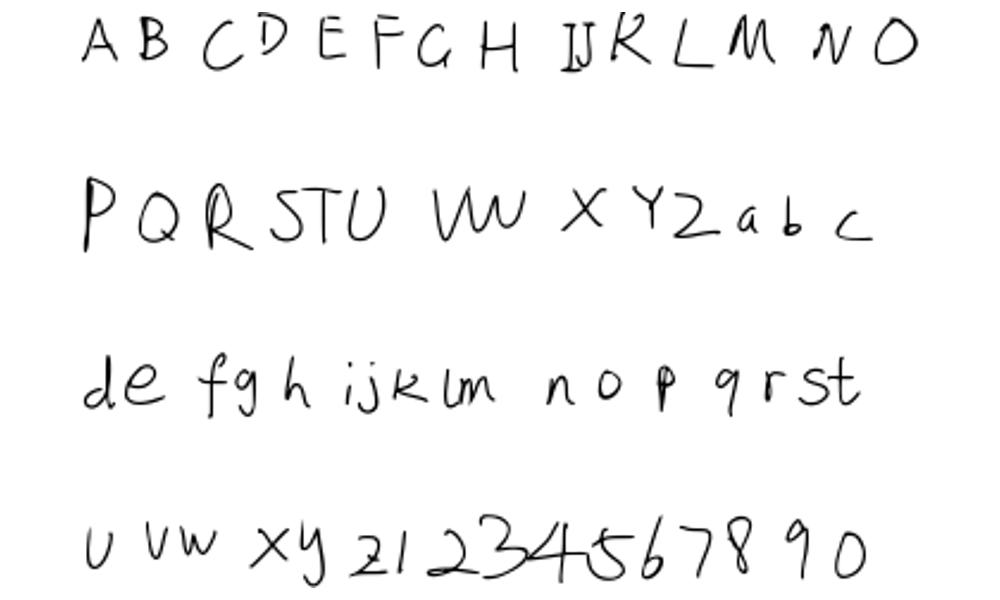 A B C D E F G H I J K L M N O
P Q R S T U V W X Y Z a b c
d e f g h i j k l m n o p q r s t
u v w x y z 1 2 3 4 5 6 7 8 9 0